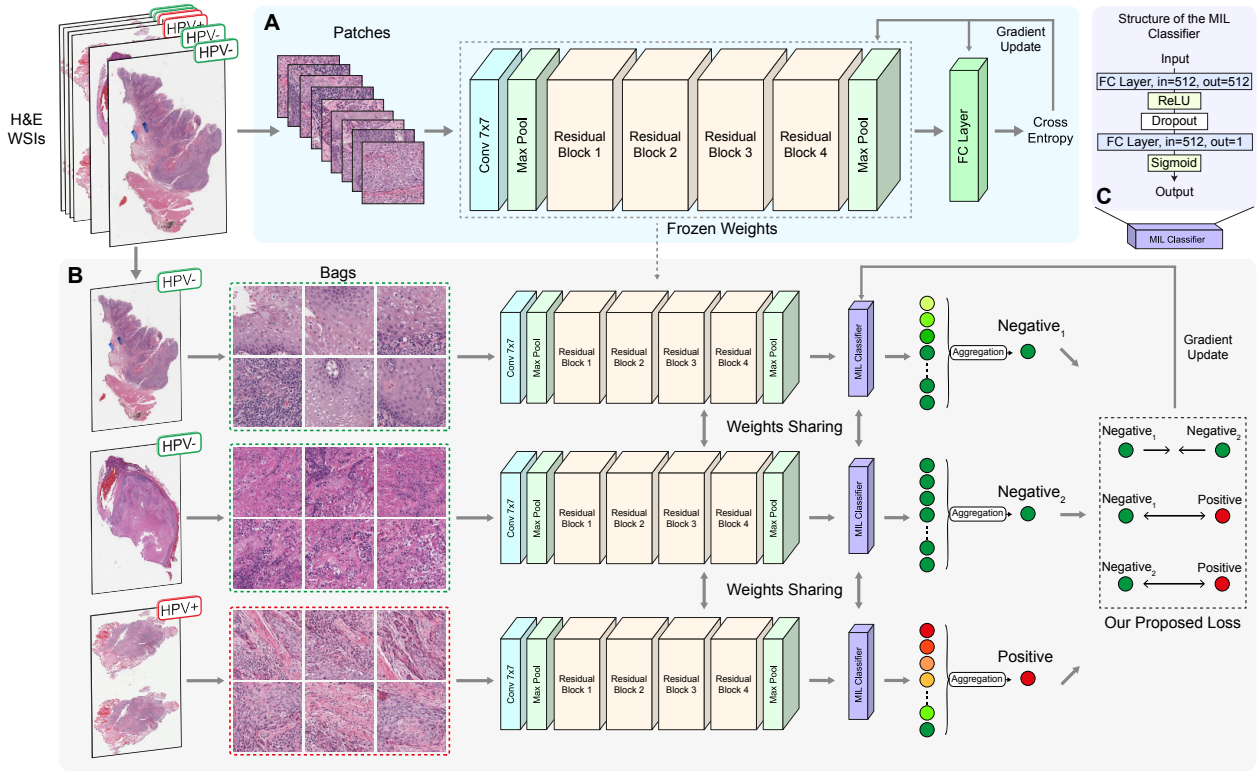 H&E
WSIs
HPV+
HPV-
HPV-
A
Patches
Conv 7x7
Max Pool
Residual
Block 1
Residual
Block 2
Residual
Block 3
Residual
Block 4
Max Pool
FC Layer
Gradient
Update
Cross
Entropy
Frozen Weights
Structure of the MIL
Classifier
Input
FC Layer, in=512, out=512
ReLU
Dropout
FC Layer, in=512, out=1
Sigmoid
Output
C
MIL Classifier
B
HPV-
Bags
Conv 7x7
Max Pool
Residual
Block 1
Residual
Block 2
Residual
Block 3
Residual
Block 4
Max Pool
MIL Classifier
Aggregation
Negative1
Gradient
Update
Weights Sharing
HPV-
Conv 7x7
Max Pool
Residual
Block 1
Residual
Block 2
Residual
Block 3
Residual
Block 4
Max Pool
MIL Classifier
Aggregation
Negative2
Negative1 Negative2
Negative1 Positive
Negative2 Positive
Our Proposed Loss
Weights Sharing
HPV+
Conv 7x7
Max Pool
Residual
Block 1
Residual
Block 2
Residual
Block 3
Residual
Block 4
Max Pool
MIL Classifier
Aggregation
Positive